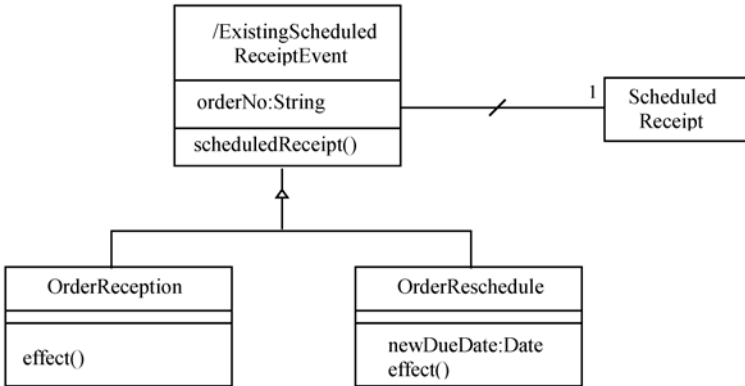 /ExistingScheduled
ReceiptEvent
orderNo:String
scheduledReceipt()
1
Scheduled
Receipt
OrderReception
effect()
OrderReschedule
newDueDate:Date
effect()